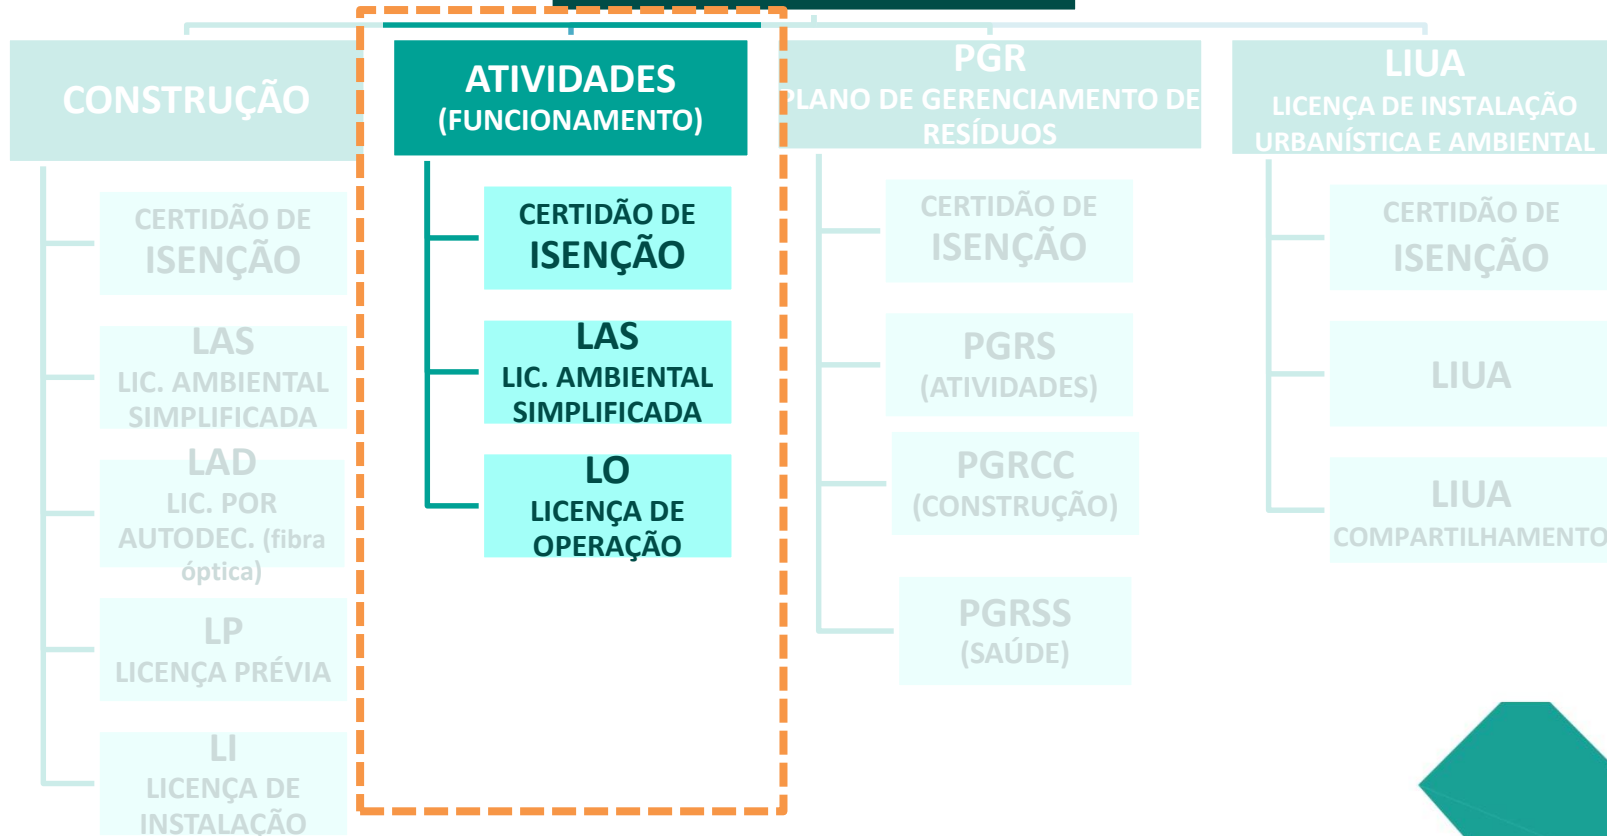 CONSTRUÇÃO
CERTIDÃO DE
ISENÇÃO
LAS
LIC. AMBIENTAL
SIMPLIFICADA
LAD
LIC. POR
AUTODEC. (fibra
óptica)
LP
LICENÇA PRÉVIA
LI
LICENÇA DE
INSTALAÇÃO
ATIVIDADES
(FUNCIONAMENTO)
CERTIDÃO DE
ISENÇÃO
LAS
LIC. AMBIENTAL
SIMPLIFICADA
LO
LICENÇA DE
OPERAÇÃO
PGR
PLANO DE GERENCIAMENTO DE
RESÍDUOS
CERTIDÃO DE
ISENÇÃO
PGRS
(ATIVIDADES)
PGRCC
(CONSTRUÇÃO)
PGRSS
(SAÚDE)
LIUA
LICENÇA DE INSTALAÇÃO
URBANÍSTICA E AMBIENTAL
CERTIDÃO DE
ISENÇÃO
LIUA
LIUA
COMPARTILHAMENTO